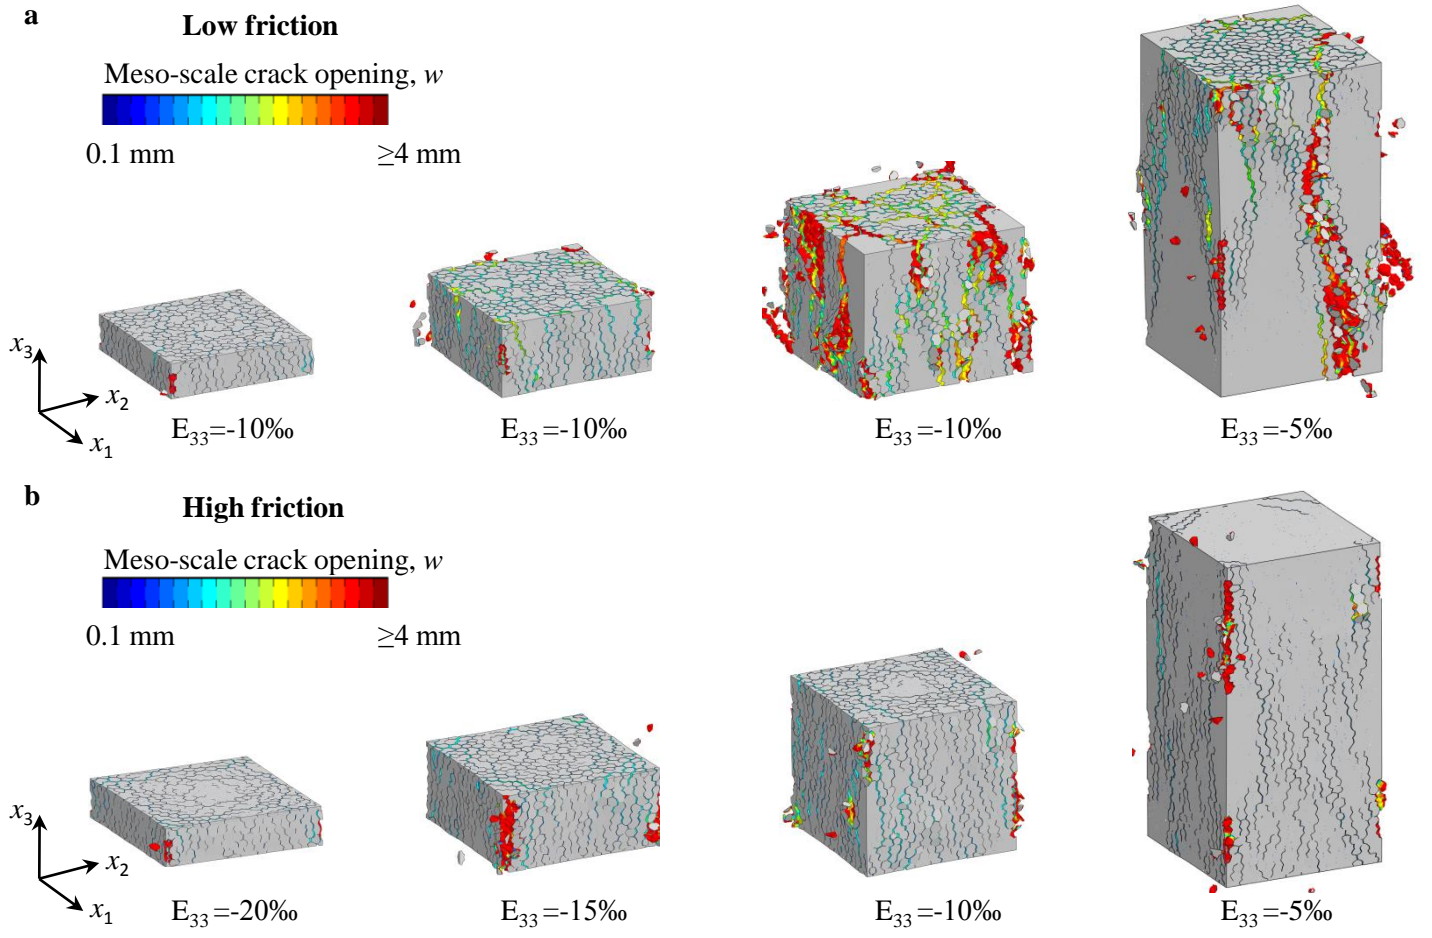 a
Low friction
Meso-scale crack opening, w
0.1 mm ≥4 mm
x3
x2
x1
E33=-10‰ E33=-10‰ E33=-10‰ E33=-5‰
b
High friction
Meso-scale crack opening, w
0.1 mm ≥4 mm
x3
x2
x1
E33=-20‰ E33=-15‰ E33=-10‰ E33=-5‰